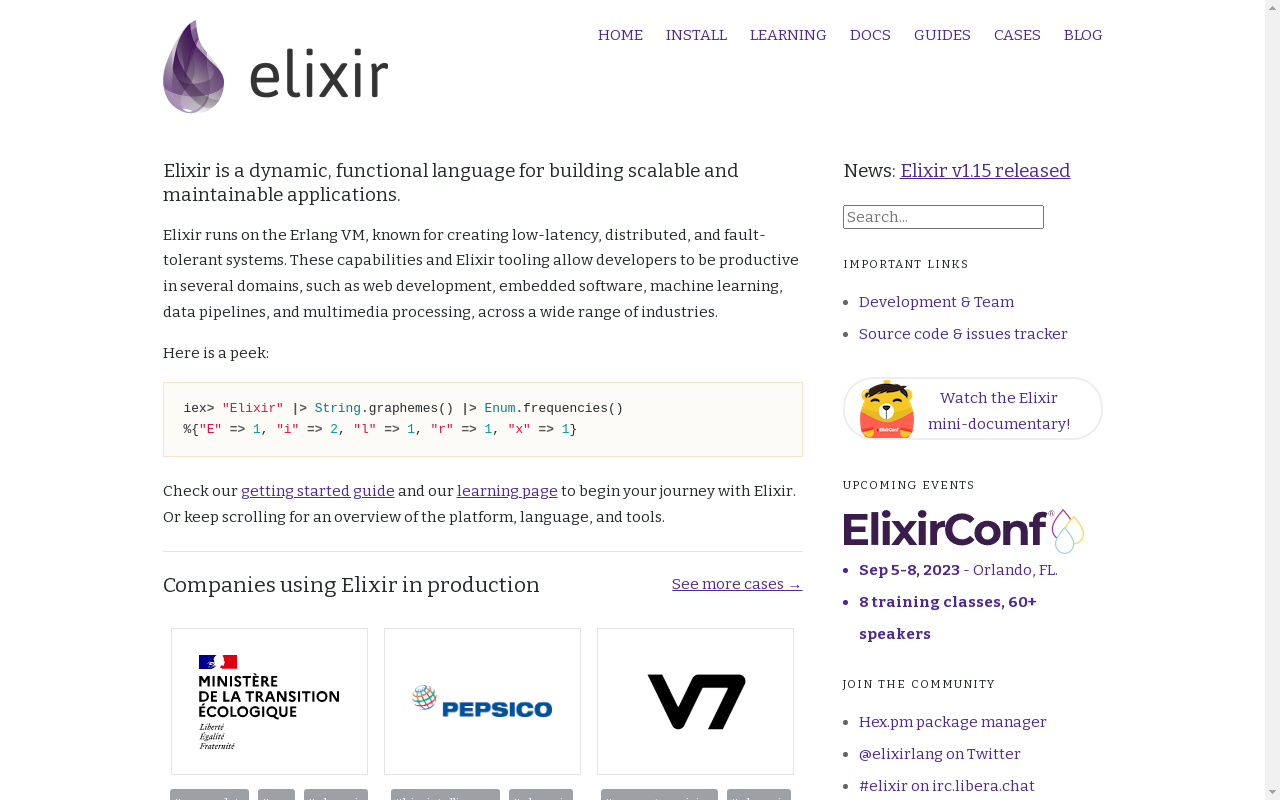 elixir
HOME INSTALL LEARNING DOCS GUIDES CASES BLOG
Elixir is a dynamic, functional language for building scalable and
maintainable applications.
Elixir runs on the Erlang VM, known for creating low-latency, distributed, and fault-
tolerant systems. These capabilities and Elixir tooling allow developers to be productive
in several domains, such as web development, embedded software, machine learning,
data pipelines, and multimedia processing, across a wide range of industries.
Here is a peek:
iex> "Elixir" |> String.graphemes() |> Enum.frequencies()
%{"E" => 1, "i" => 2, "l" => 1, "r" => 1, "x" => 1}
Check our getting started guide and our learning page to begin your journey with Elixir.
Or keep scrolling for an overview of the platform, language, and tools.
Companies using Elixir in production
See more cases →
MINISTÈRE
DE LA TRANSITION
ÉCOLOGIQUE
Liberté
Égalité
Fraternité
PEPSICO
V7
News: Elixir v1.15 released
Search...
IMPORTANT LINKS
Development & Team
Source code & issues tracker
ElixirConf
Watch the Elixir
mini-documentary!
UPCOMING EVENTS
ElixirConf®
Sep 5-8, 2023 - Orlando, FL.
8 training classes, 60+
speakers
JOIN THE COMMUNITY
Hex.pm package manager
@elixirlang on Twitter
#elixir on irc.libera.chat